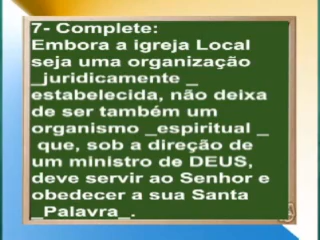 7- Complete:
Embora a igreja Local
seja uma organização
_juridicamente _
estabelecida, não deixa
de ser também um
organismo _espiritual _
que, sob a direção de
um ministro de DEUS,
deve servir ao Senhor e
obedecer a sua Santa
_Palavra_.